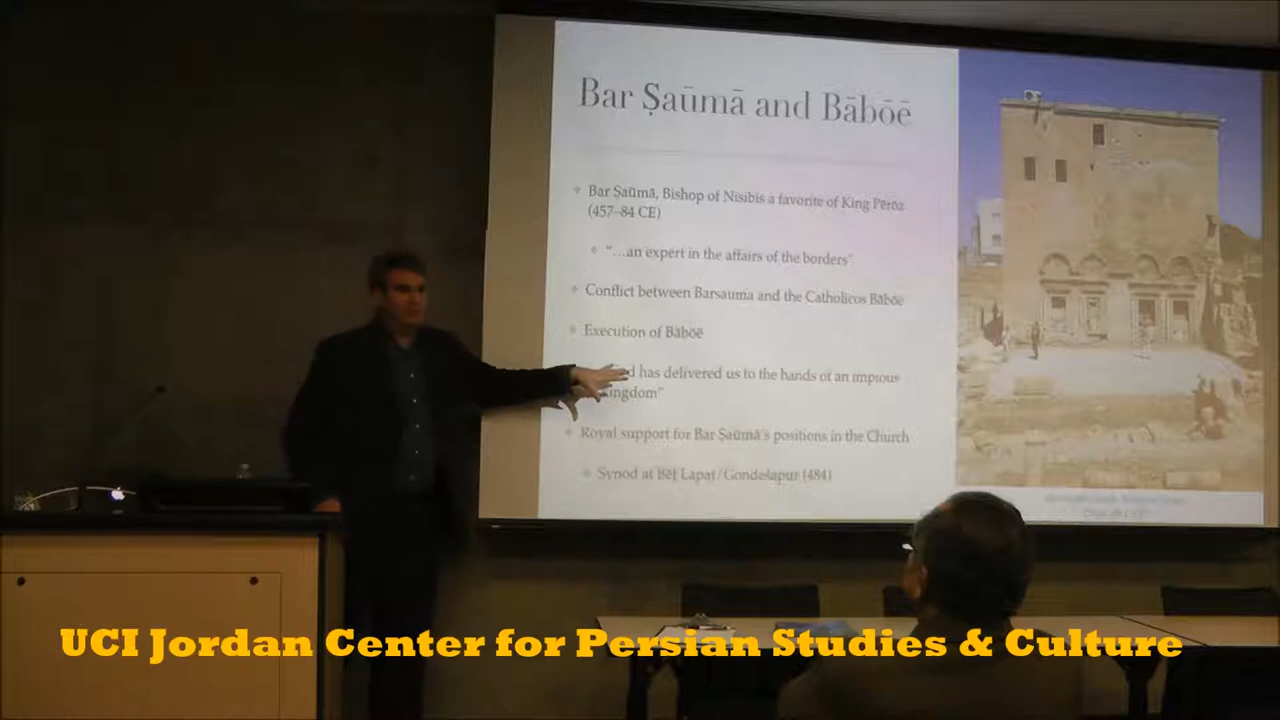 Bar Ṣaūmā and Bābōē
Bar Ṣaūmā, Bishop of Nisibis a favorite of King Pērōz
(457–84 CE)
"…an expert in the affairs of the borders"
Conflict between Barsauma and the Catholicos Bābōē
Execution of Bābōē
has delivered us to the hands of an impious
kingdom"
Royal support for Bar Ṣaūmā's positions in the Church
Synod at Bēṯ Lapaṭ/Gondešapur (484)
UCI Jordan Center for Persian Studies & Culture